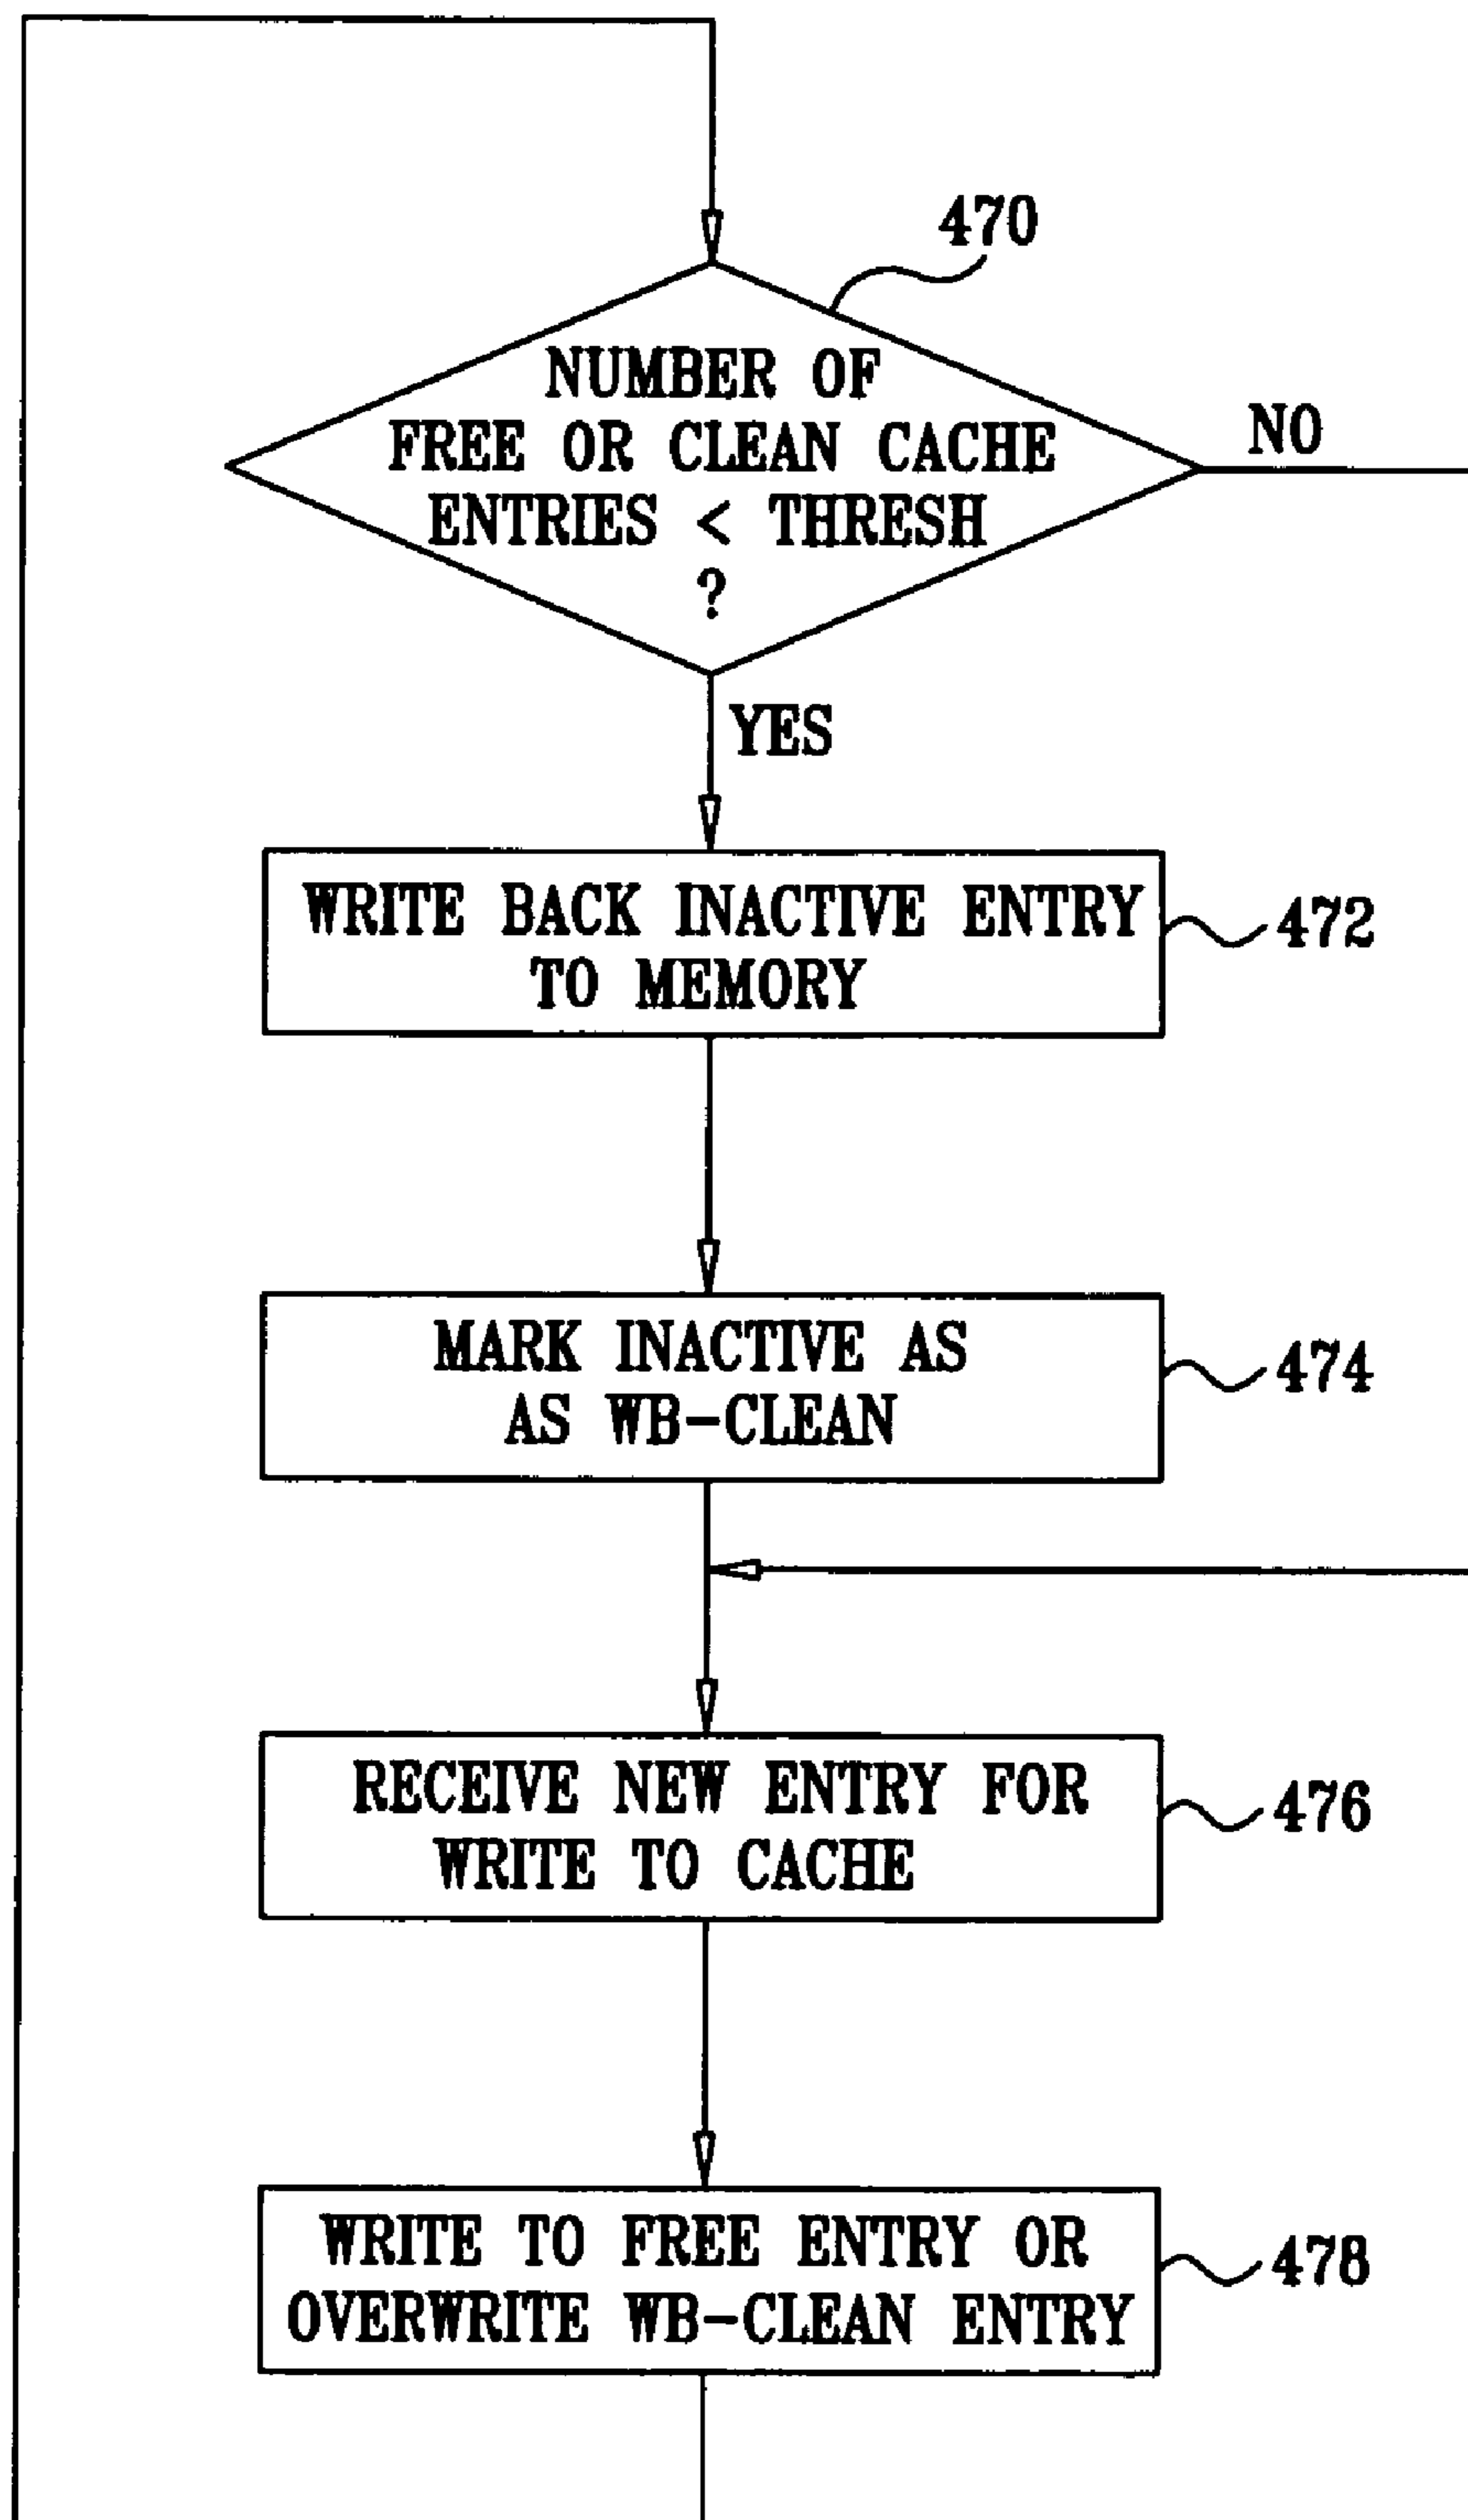 470
NUMBER OF
FREE OR CLEAN CACHE
ENTRIES < THRESH
?
NO
YES
WRITE BACK INACTIVE ENTRY
TO MEMORY
472
MARK INACTIVE AS
AS WB-CLEAN
474
RECEIVE NEW ENTRY FOR
WRITE TO CACHE
476
WRITE TO FREE ENTRY OR
OVERWRITE WB-CLEAN ENTRY
478